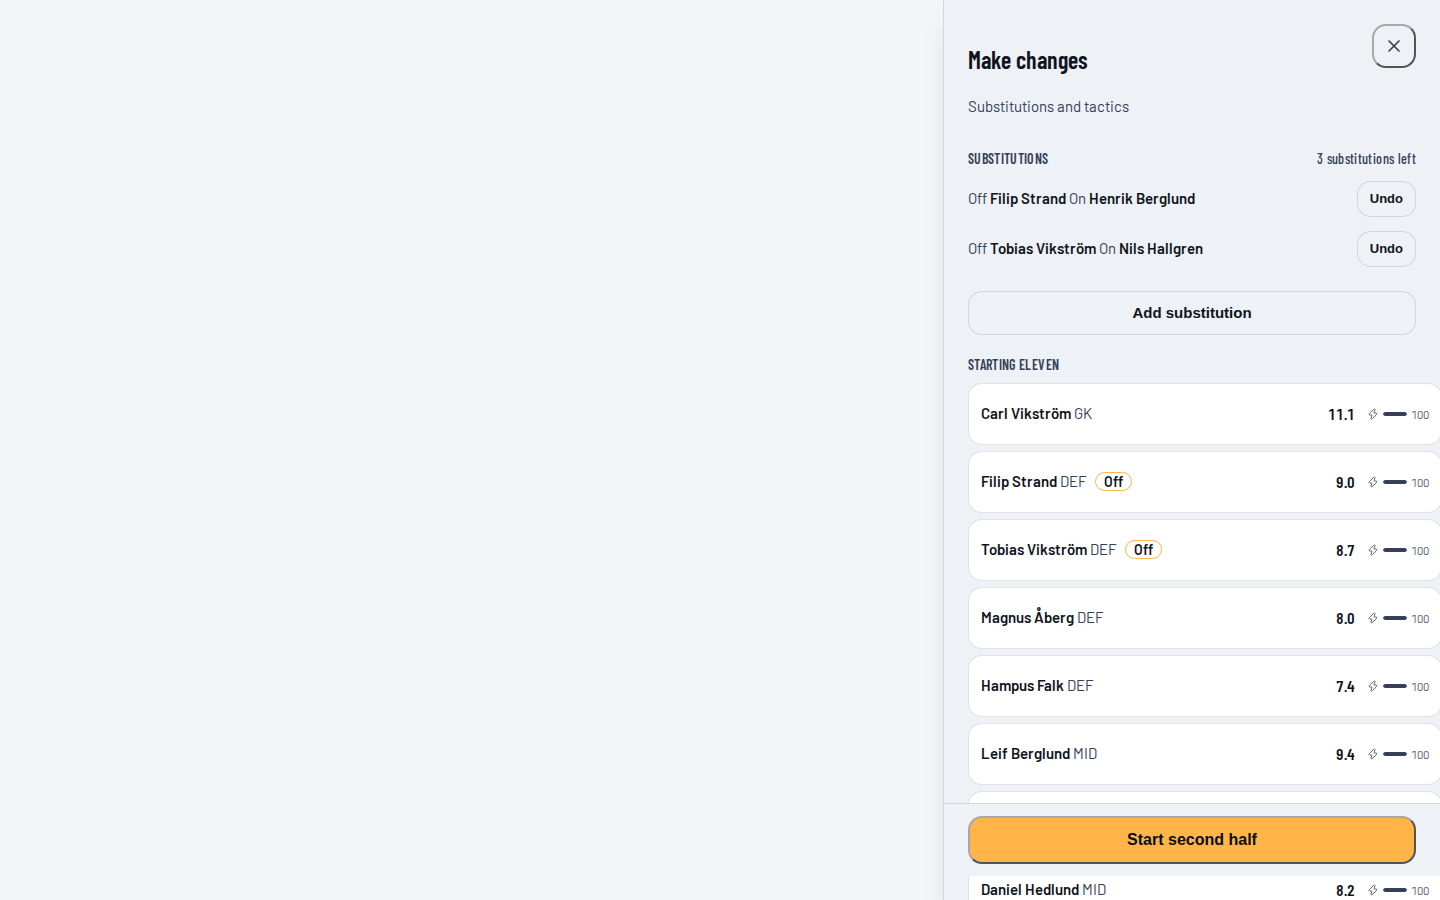 Make changes
Substitutions and tactics
SUBSTITUTIONS 3 substitutions left
Off Filip Strand On Henrik Berglund Undo
Off Tobias Vikström On Nils Hallgren Undo
Add substitution
STARTING ELEVEN
Carl Vikström GK 11.1 100
Filip Strand DEF Off 9.0 100
Tobias Vikström DEF Off 8.7 100
Magnus Åberg DEF 8.0 100
Hampus Falk DEF 7.4 100
Leif Berglund MID 9.4 100
Start second half
Daniel Hedlund MID 8.2 100